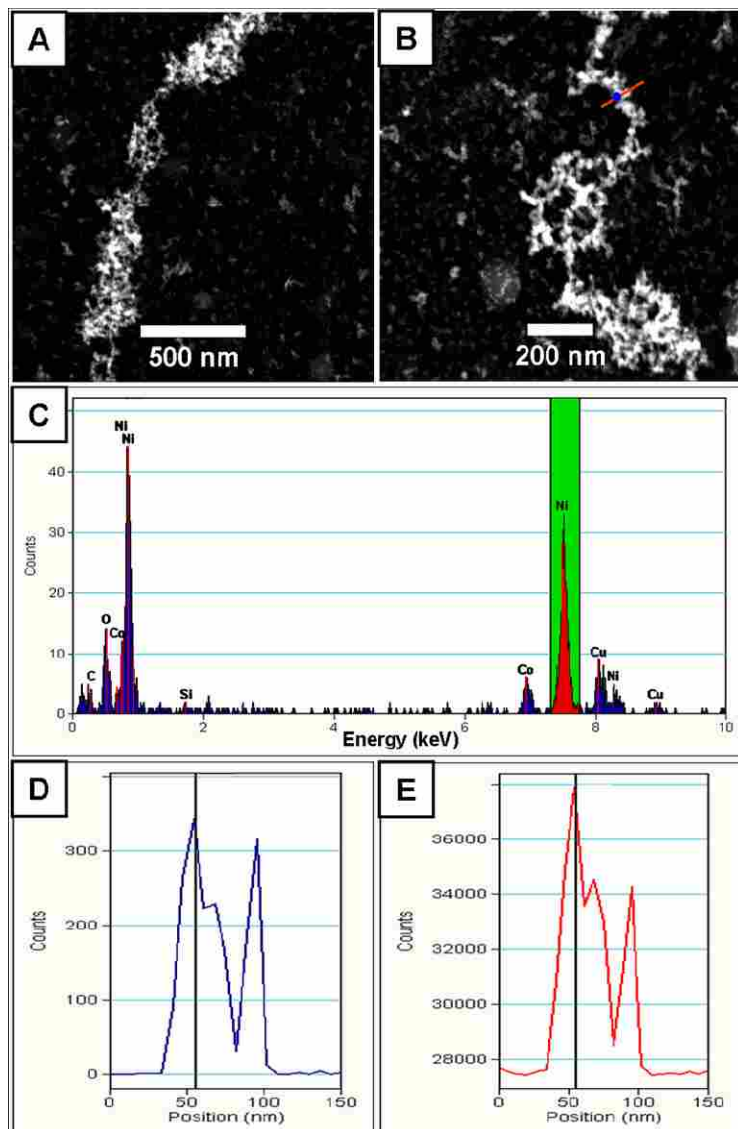 A
B
500 nm
200 nm
C
Ni
Ni
40
30
20
10
0
Counts
O
Co
C
Si
Co
Ni
Cu
Ni
Cu
0
2
4
6
8
10
Energy (keV)
D
300
200
100
0
Counts
0
50
100
150
Position (nm)
E
36000
34000
32000
30000
28000
Counts
0
50
100
150
Position (nm)